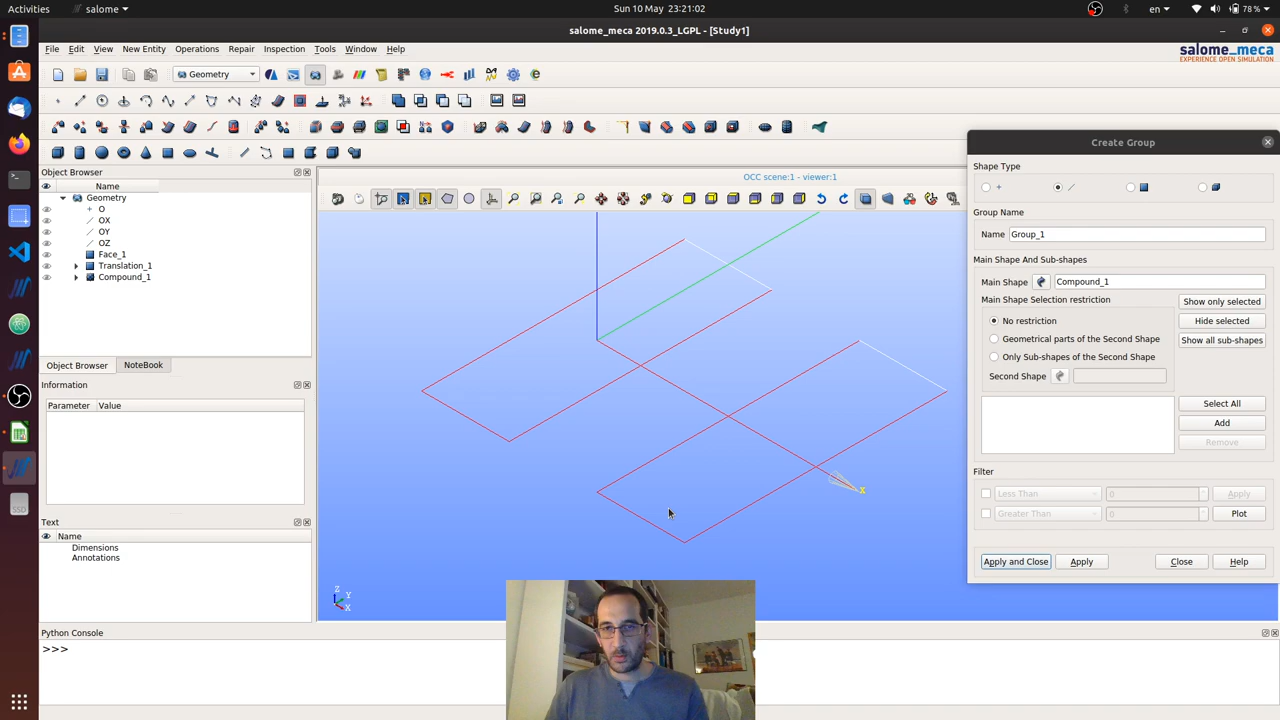 Activities
salome
Sun 10 May 23:21:02
en
78 %
salome_meca 2019.0.3_LGPL - [Study1]
File Edit View New Entity Operations Repair Inspection Tools Window Help
salome_meca
EXPERIENCE OPEN SIMULATION
Geometry
Object Browser
Name
Geometry
O
OX
OY
OZ
Face_1
Translation_1
Compound_1
Object Browser NoteBook
Information
Parameter Value
Text
Name
Dimensions
Annotations
OCC scene:1 - viewer:1
X
Z
Y
X
Create Group
Shape Type
Group Name
Name Group_1
Main Shape And Sub-shapes
Main Shape Compound_1
Main Shape Selection restriction
No restriction
Geometrical parts of the Second Shape
Only Sub-shapes of the Second Shape
Second Shape
Show only selected
Hide selected
Show all sub-shapes
Select All
Add
Remove
Filter
Less Than 0 Apply
Greater Than 0 Plot
Apply and Close Apply Close Help
Python Console
>>>
SSD